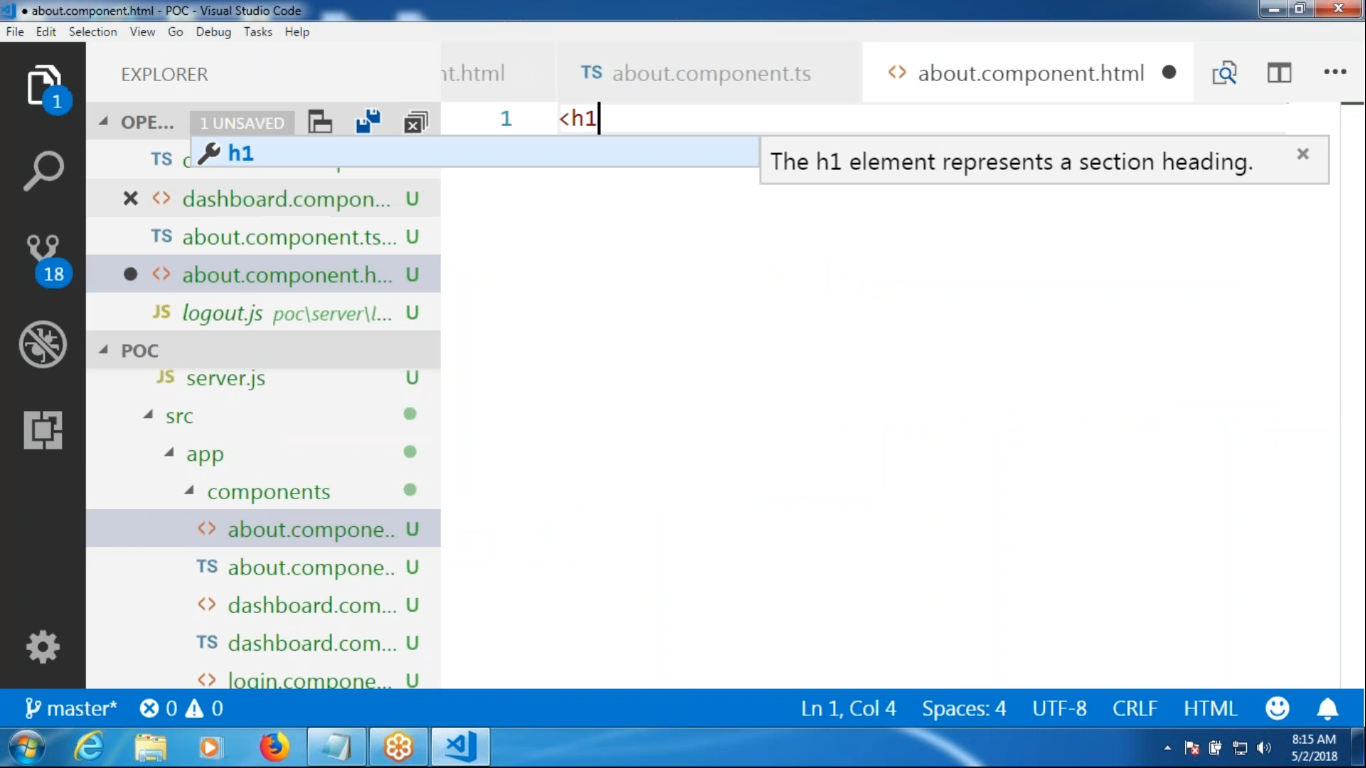 about.component.html - POC - Visual Studio Code
File Edit Selection View Go Debug Tasks Help
EXPLORER
nt.html
TS about.component.ts
<> about.component.html
1
OPE... 1 UNSAVED
1 <h1
h1
The h1 element represents a section heading.
TS
<> dashboard.compon... U
TS about.component.ts... U
<> about.component.h... U
JS logout.js poc\server\l... U
18
POC
JS server.js U
src
app
components
<> about.compone.. U
TS about.compone.. U
<> dashboard.com... U
TS dashboard.com... U
<> login.compone... U
master* 0 0 Ln 1, Col 4 Spaces: 4 UTF-8 CRLF HTML
8:15 AM
5/2/2018